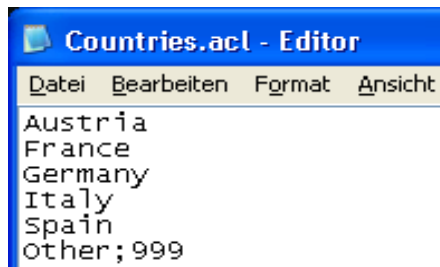 Countries.acl - Editor
Datei Bearbeiten Format Ansicht
Austria
France
Germany
Italy
Spain
Other;999